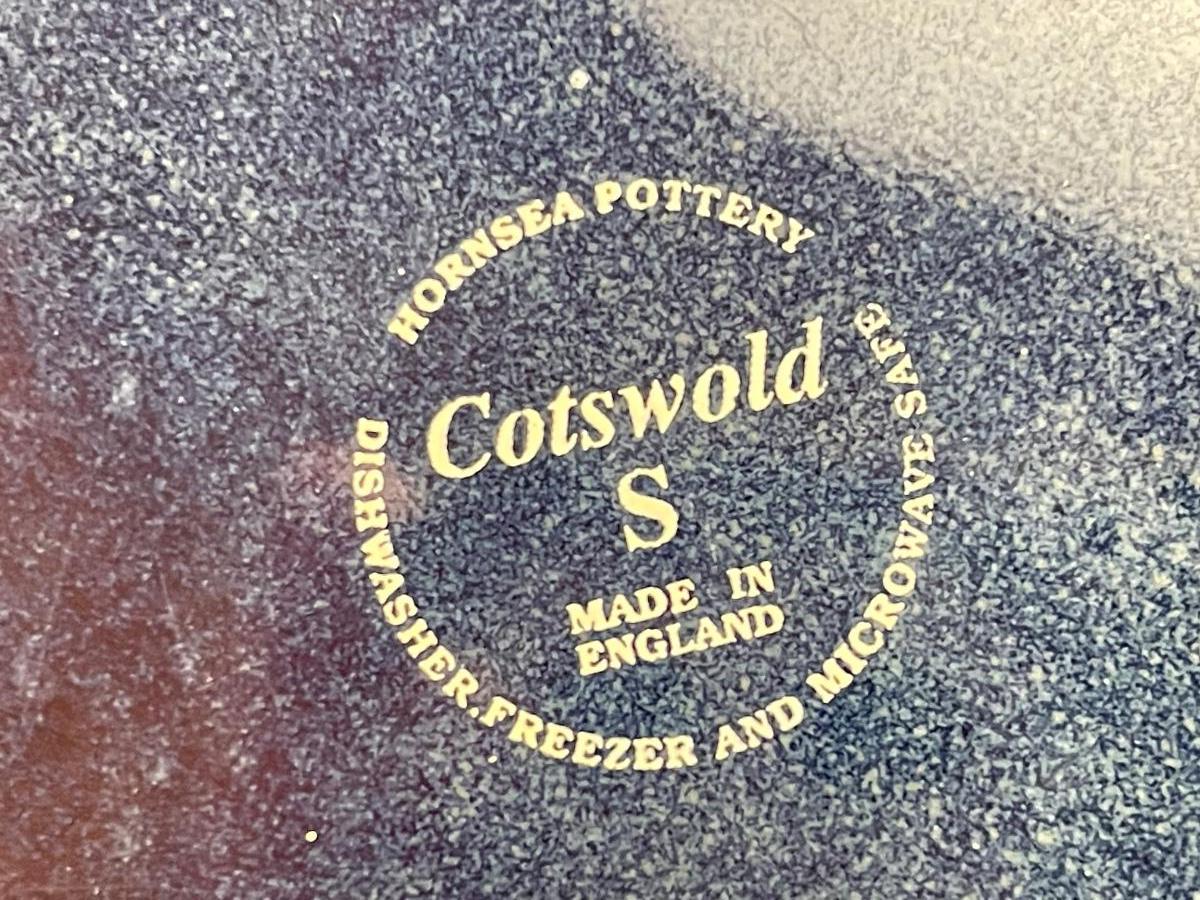 HORNSEA POTTERY
Cotswold
S
MADE IN
ENGLAND
DISHWASHER.FREEZER AND MICROWAVE SAFE